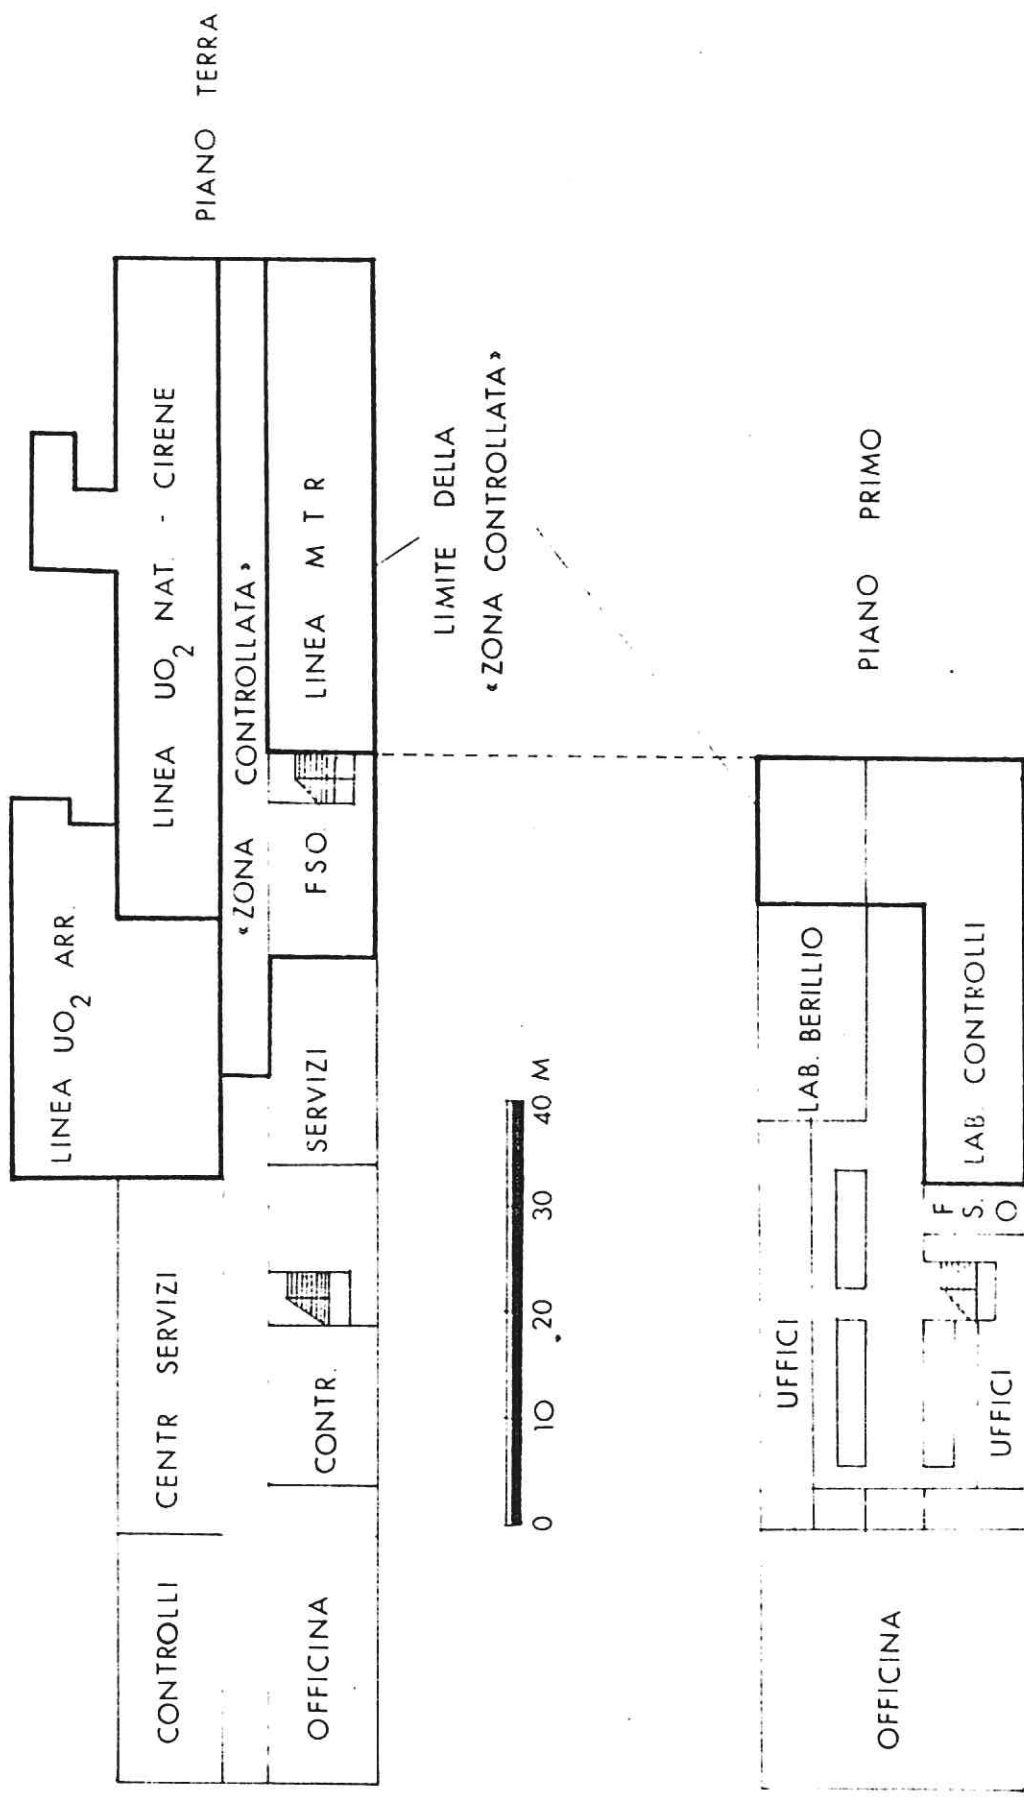 PIANO TERRA
LINEA UO2 ARR.
LINEA UO2 NAT. - CIRENE
« ZONA CONTROLLATA »
CONTROLLI
CENTR SERVIZI
OFFICINA
CONTR.
SERVIZI
FSO
LINEA M T R
LIMITE DELLA
« ZONA CONTROLLATA »
0 10 20 30 40 M
PIANO PRIMO
OFFICINA
UFFICI
LAB. BERILLIO
UFFICI
F
S.
O
LAB. CONTROLLI